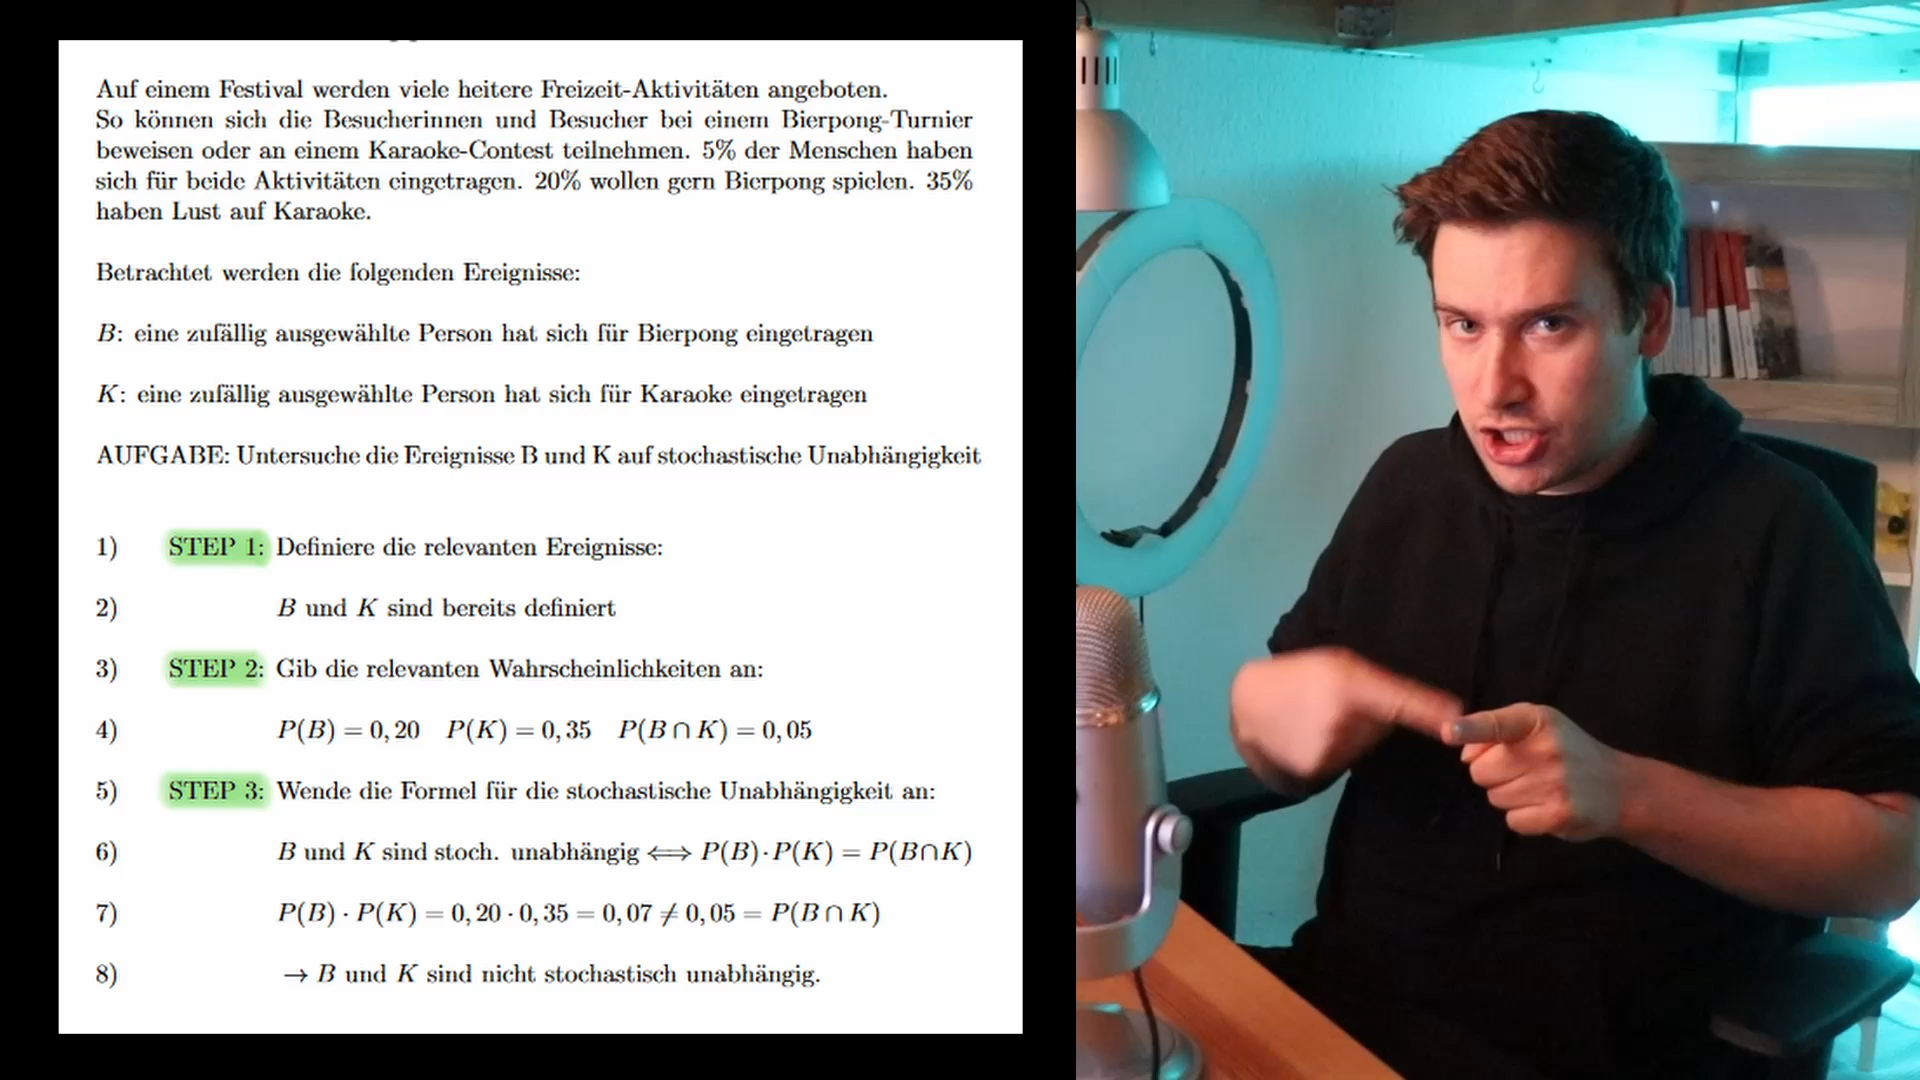 Auf einem Festival werden viele heitere Freizeit-Aktivitäten angeboten.
So können sich die Besucherinnen und Besucher bei einem Bierpong-Turnier
beweisen oder an einem Karaoke-Contest teilnehmen. 5% der Menschen haben
sich für beide Aktivitäten eingetragen. 20% wollen gern Bierpong spielen. 35%
haben Lust auf Karaoke.
Betrachtet werden die folgenden Ereignisse:
B: eine zufällig ausgewählte Person hat sich für Bierpong eingetragen
K: eine zufällig ausgewählte Person hat sich für Karaoke eingetragen
AUFGABE: Untersuche die Ereignisse B und K auf stochastische Unabhängigkeit
1) STEP 1: Definiere die relevanten Ereignisse:
2) B und K sind bereits definiert
3) STEP 2: Gib die relevanten Wahrscheinlichkeiten an:
4) P(B) = 0,20 P(K) = 0,35 P(B ∩ K) = 0,05
5) STEP 3: Wende die Formel für die stochastische Unabhängigkeit an:
6) B und K sind stoch. unabhängig ⟺ P(B)·P(K) = P(B∩K)
7) P(B) · P(K) = 0,20 · 0,35 = 0,07 ≠ 0,05 = P(B ∩ K)
8) → B und K sind nicht stochastisch unabhängig.